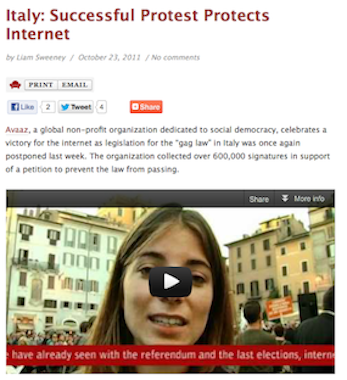 Italy: Successful Protest Protects
Internet
by Liam Sweeney / October 23, 2011 / No comments
PRINT EMAIL
Like 2 Tweet 4 Share
Avaaz, a global non-profit organization dedicated to social democracy, celebrates a
victory for the internet as legislation for the "gag law" in Italy was once again
postponed last week. The organization collected over 600,000 signatures in support
of a petition to prevent the law from passing.
Share More info
have already seen with the referendum and the last elections, intern